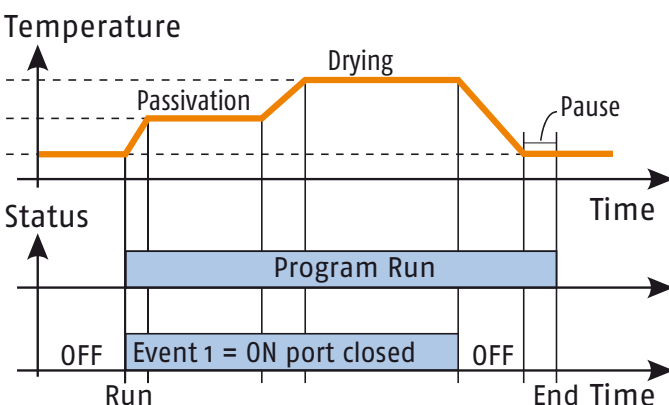 Temperature
Drying
Passivation
Pause
Time
Status
Program Run
OFF
Event 1 = ON port closed
OFF
Run
End Time